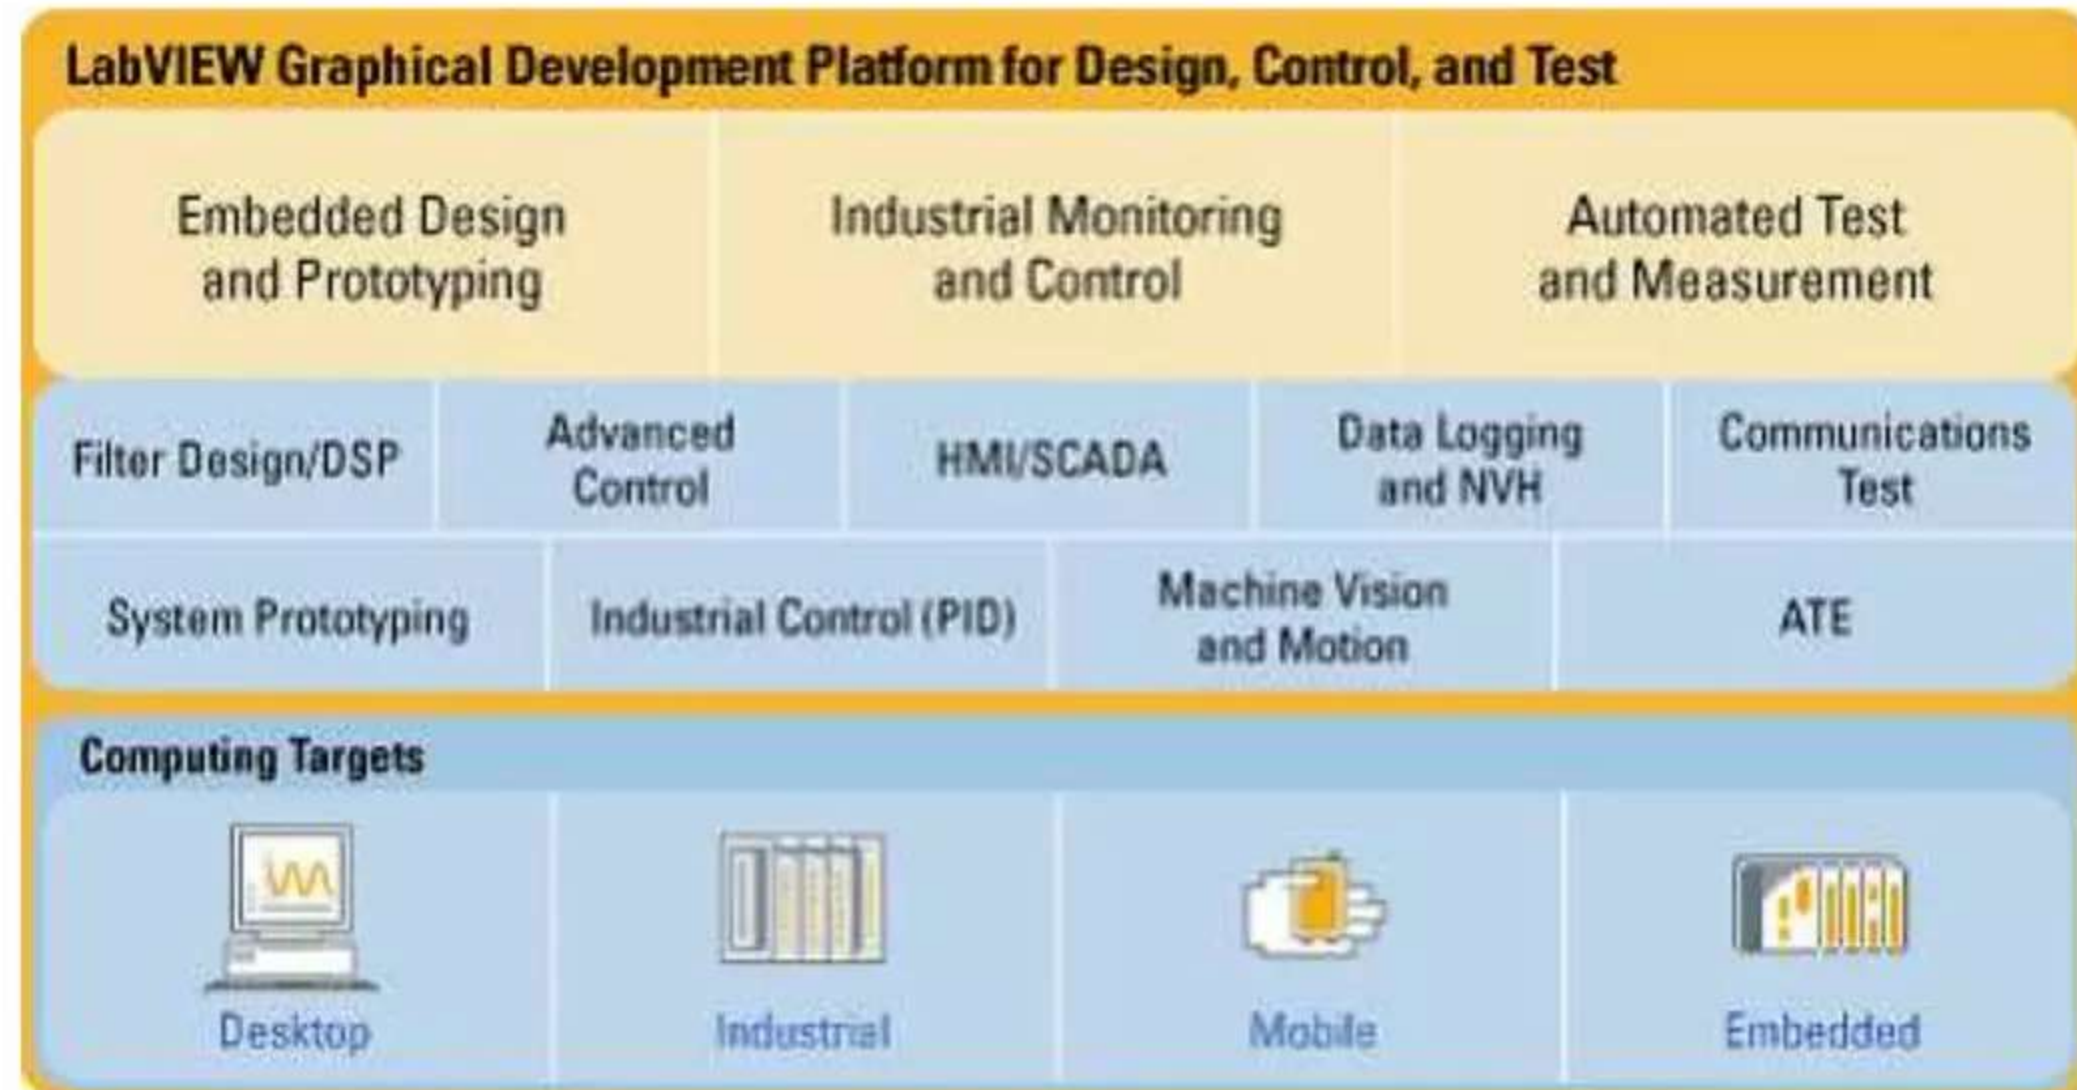 LabVIEW Graphical Development Platform for Design, Control, and Test
Embedded Design
and Prototyping
Industrial Monitoring
and Control
Automated Test
and Measurement
Filter Design/DSP
Advanced
Control
HMI/SCADA
Data Logging
and NVH
Communications
Test
System Prototyping
Industrial Control (PID)
Machine Vision
and Motion
ATE
Computing Targets
Desktop
Industrial
Mobile
Embedded